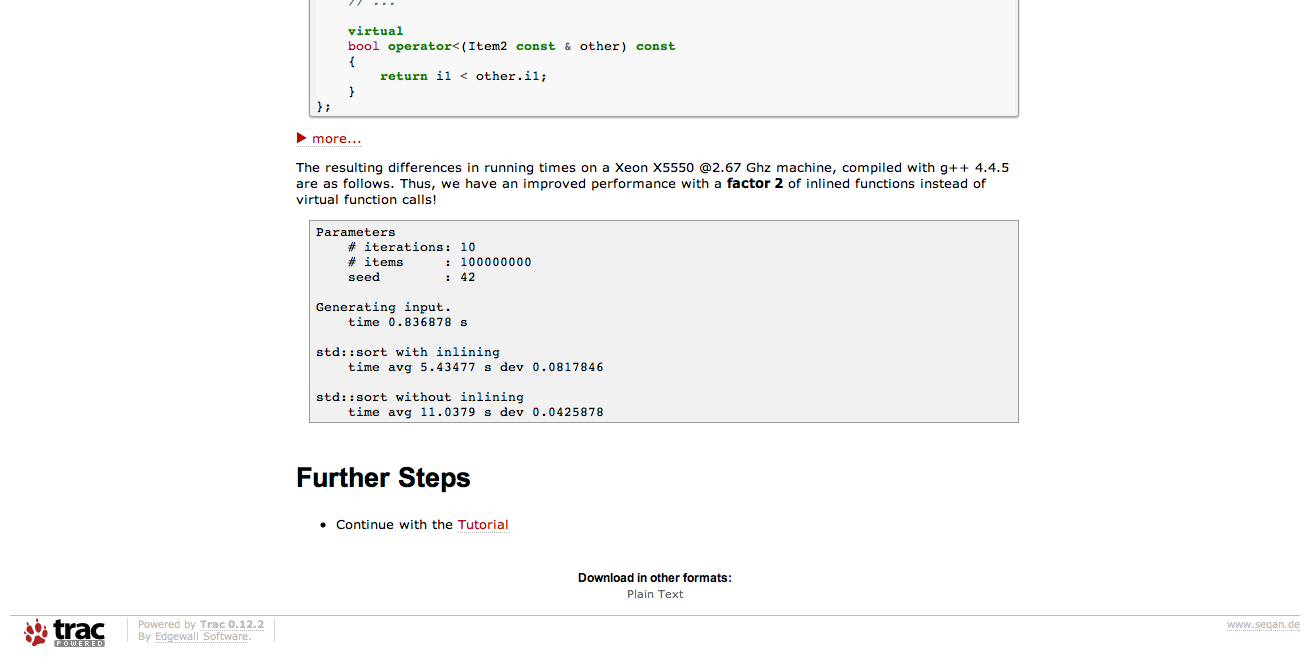 // ...
virtual
bool operator<(Item2 const & other) const
{
return i1 < other.i1;
}
};
more...
The resulting differences in running times on a Xeon X5550 @2.67 Ghz machine, compiled with g++ 4.4.5
are as follows. Thus, we have an improved performance with a factor 2 of inlined functions instead of
virtual function calls!
Parameters
# iterations: 10
# items : 100000000
seed : 42
Generating input.
time 0.836878 s
std::sort with inlining
time avg 5.43477 s dev 0.0817846
std::sort without inlining
time avg 11.0379 s dev 0.0425878
Further Steps
• Continue with the Tutorial
Download in other formats:
Plain Text
trac
POWERED
Powered by Trac 0.12.2
By Edgewall Software.
www.seqan.de